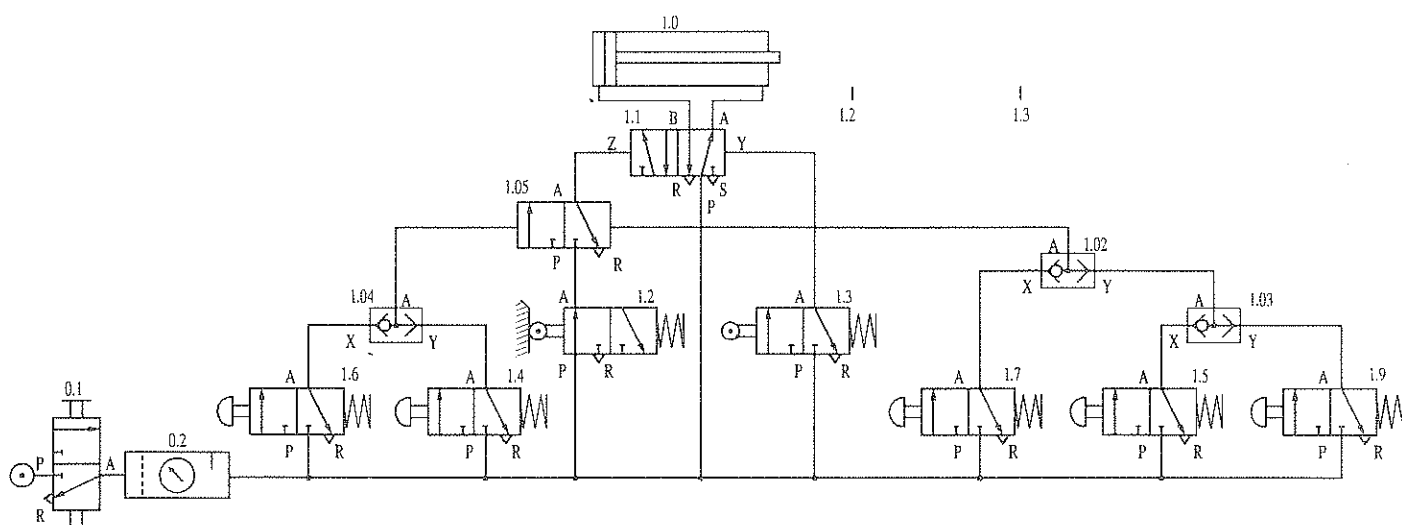 1.0
1.2 1.3
1.1 B A
Z Y
R S
P
1.05 A
P R
A 1.02
X Y
1.04 A
X Y
A 1.2
P R
A 1.3
P R
A 1.03
X Y
A 1.6
P R
A 1.4
P R
A 1.7
P R
A 1.5
P R
A 1.9
P R
0.1
P A
R
0.2